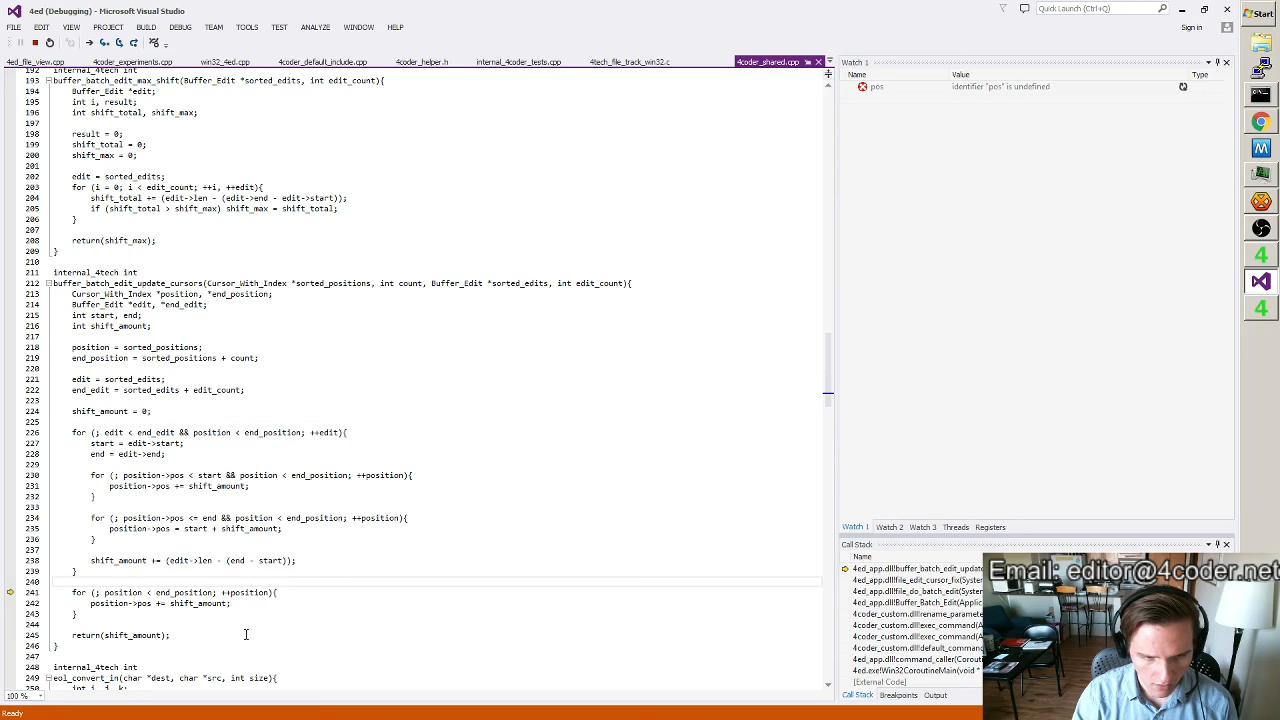 4ed (Debugging) - Microsoft Visual Studio
Quick Launch (Ctrl+Q)
FILE EDIT VIEW PROJECT BUILD DEBUG TEAM TOOLS TEST ANALYZE WINDOW HELP
Sign in
Start
4ed_file_view.cpp 4coder_experiments.cpp win32_4ed.cpp 4coder_default_include.cpp 4coder_helper.h internal_4coder_tests.cpp 4tech_file_track_win32.c 4coder_shared.cpp
Watch 1
Name Value Type
pos identifier "pos" is undefined
192 internal_4tech int
193 buffer_batch_edit_max_shift(Buffer_Edit *sorted_edits, int edit_count){
194 Buffer_Edit *edit;
195 int i, result;
196 int shift_total, shift_max;
197
198 result = 0;
199 shift_total = 0;
200 shift_max = 0;
201
202 edit = sorted_edits;
203 for (i = 0; i < edit_count; ++i, ++edit){
204 shift_total += (edit->len - (edit->end - edit->start));
205 if (shift_total > shift_max) shift_max = shift_total;
206 }
207
208 return(shift_max);
209 }
210
211 internal_4tech int
212 buffer_batch_edit_update_cursors(Cursor_With_Index *sorted_positions, int count, Buffer_Edit *sorted_edits, int edit_count){
213 Cursor_With_Index *position, *end_position;
214 Buffer_Edit *edit, *end_edit;
215 int start, end;
216 int shift_amount;
217
218 position = sorted_positions;
219 end_position = sorted_positions + count;
220
221 edit = sorted_edits;
222 end_edit = sorted_edits + edit_count;
223
224 shift_amount = 0;
225
226 for (; edit < end_edit && position < end_position; ++edit){
227 start = edit->start;
228 end = edit->end;
229
230 for (; position->pos < start && position < end_position; ++position){
231 position->pos += shift_amount;
232 }
233
234 for (; position->pos <= end && position < end_position; ++position){
235 position->pos = start + shift_amount;
236 }
237
238 shift_amount += (edit->len - (end - start));
239 }
240
241 for (; position < end_position; ++position){
242 position->pos += shift_amount;
243 }
244
245 return(shift_amount);
246 }
247
248 internal_4tech int
249 eol_convert_in(char *dest, char *src, int size){
250 int i, j, k;
100 %
Ready
Watch 1 Watch 2 Watch 3 Threads Registers
Call Stack
Name
4ed_app.dll!buffer_batch_edit_updat
4ed_app.dll!file_edit_cursor_fix(Syste
4ed_app.dll!file_do_batch_edit(System
4ed_app.dll!Buffer_Batch_Edit(Applica
4coder_custom.dll!rename_paramete
4coder_custom.dll!exec_command(A
4coder_custom.dll!exec_command(A
4coder_custom.dll!default_command
4ed_app.dll!command_caller(Corouti
4ed.exe!Win32CoroutineMain(void *
[External Code]
Call Stack Breakpoints Output
Email: editor@4coder.net